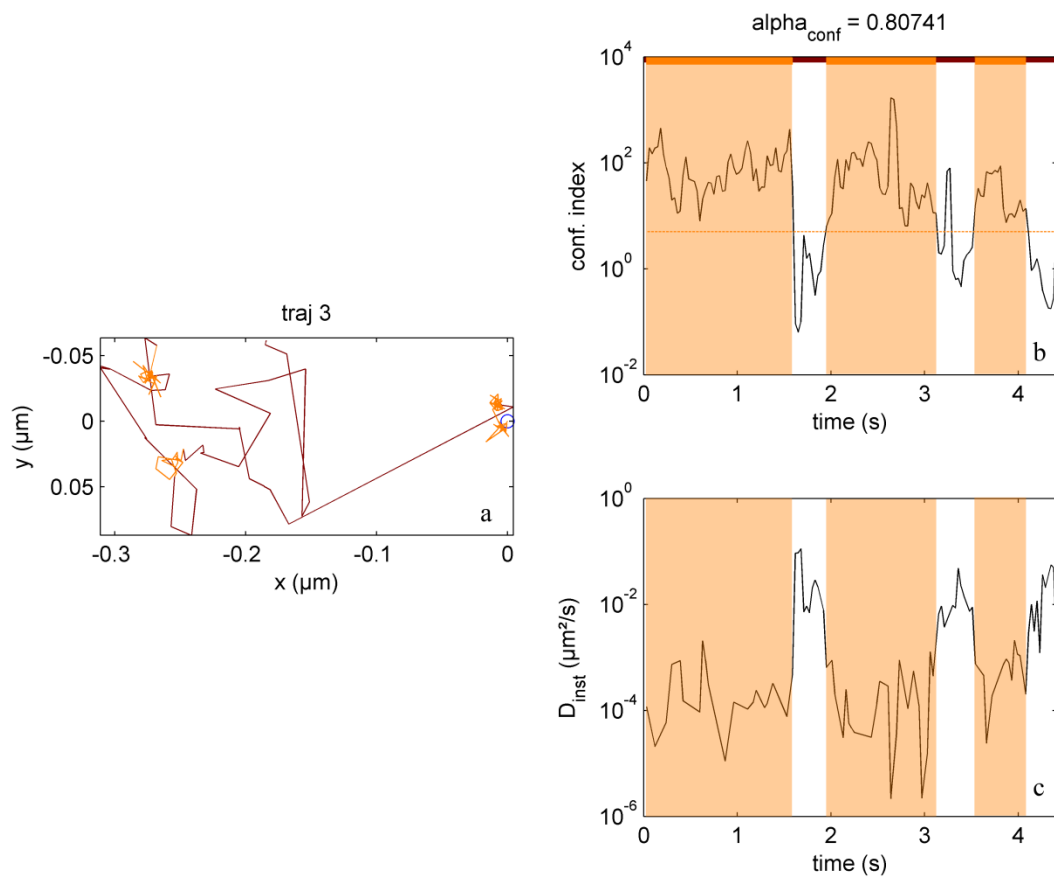 traj 3
-0.05
0
0.05
y (µm)
a
-0.3
-0.2
-0.1
0
x (µm)
alpha_conf = 0.80741
10^4
10^2
10^0
10^-2
conf. index
b
0
1
2
3
4
time (s)
10^0
10^-2
10^-4
10^-6
D_inst (µm²/s)
c
0
1
2
3
4
time (s)